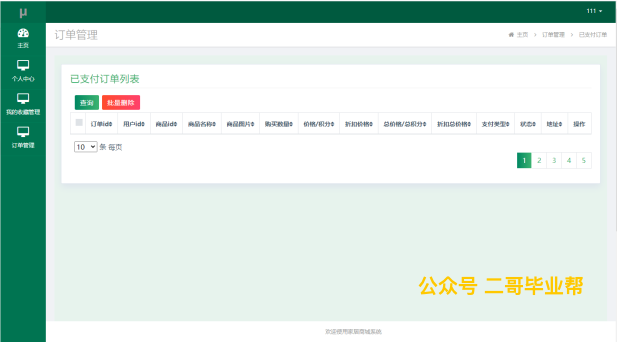 μ
111
主页
个人中心
我的收藏管理
订单管理
订单管理
主页 > 订单管理 > 已支付订单
已支付订单列表
查询 批量删除
订单id 用户id 商品id 商品名称 商品图片 购买数量 价格/积分 折扣价格 总价格/总积分 折扣总价格 支付类型 状态 地址 操作
10 条 每页
1 2 3 4 5
公众号 二哥毕业帮
欢迎使用家居商城系统